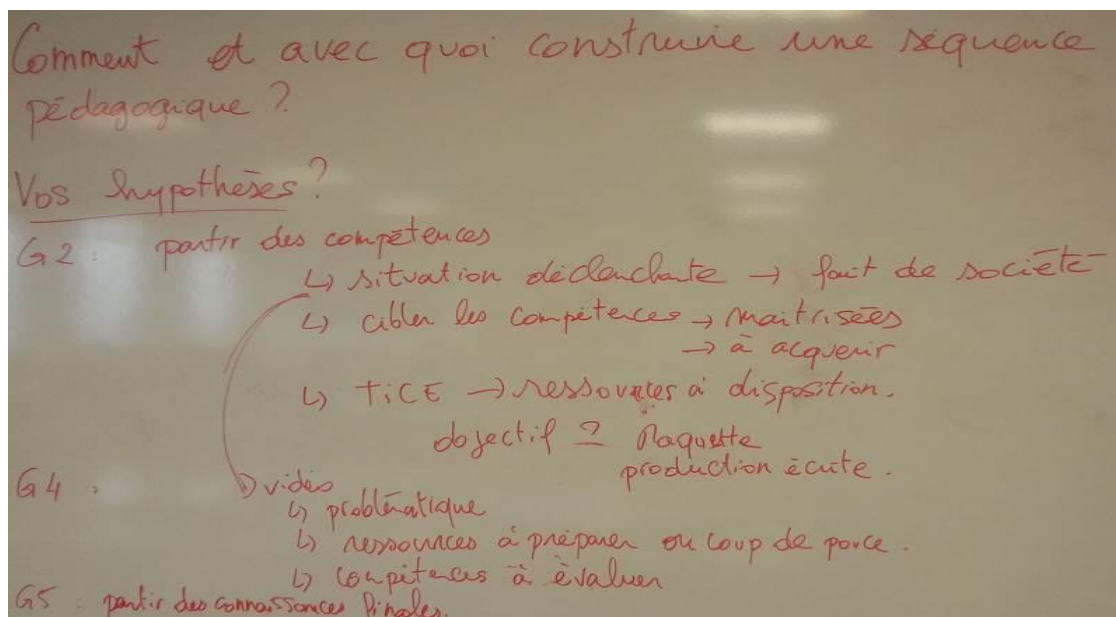 Comment et avec quoi construire une séquence
pédagogique ?
Vos hypothèses ?
G2 : partir des compétences
↳ situation déclenchante → fait de société
↳ cibler les compétences → maitrisées
→ à acquerir
↳ TiCE → ressources à disposition.
objectif ? Maquette
production écrite.
G4 : vidéo
↳ problématique
↳ ressources à préparer ou coup de pouce.
↳ compétences à évaluer
G5 : partir des connaissances finales.